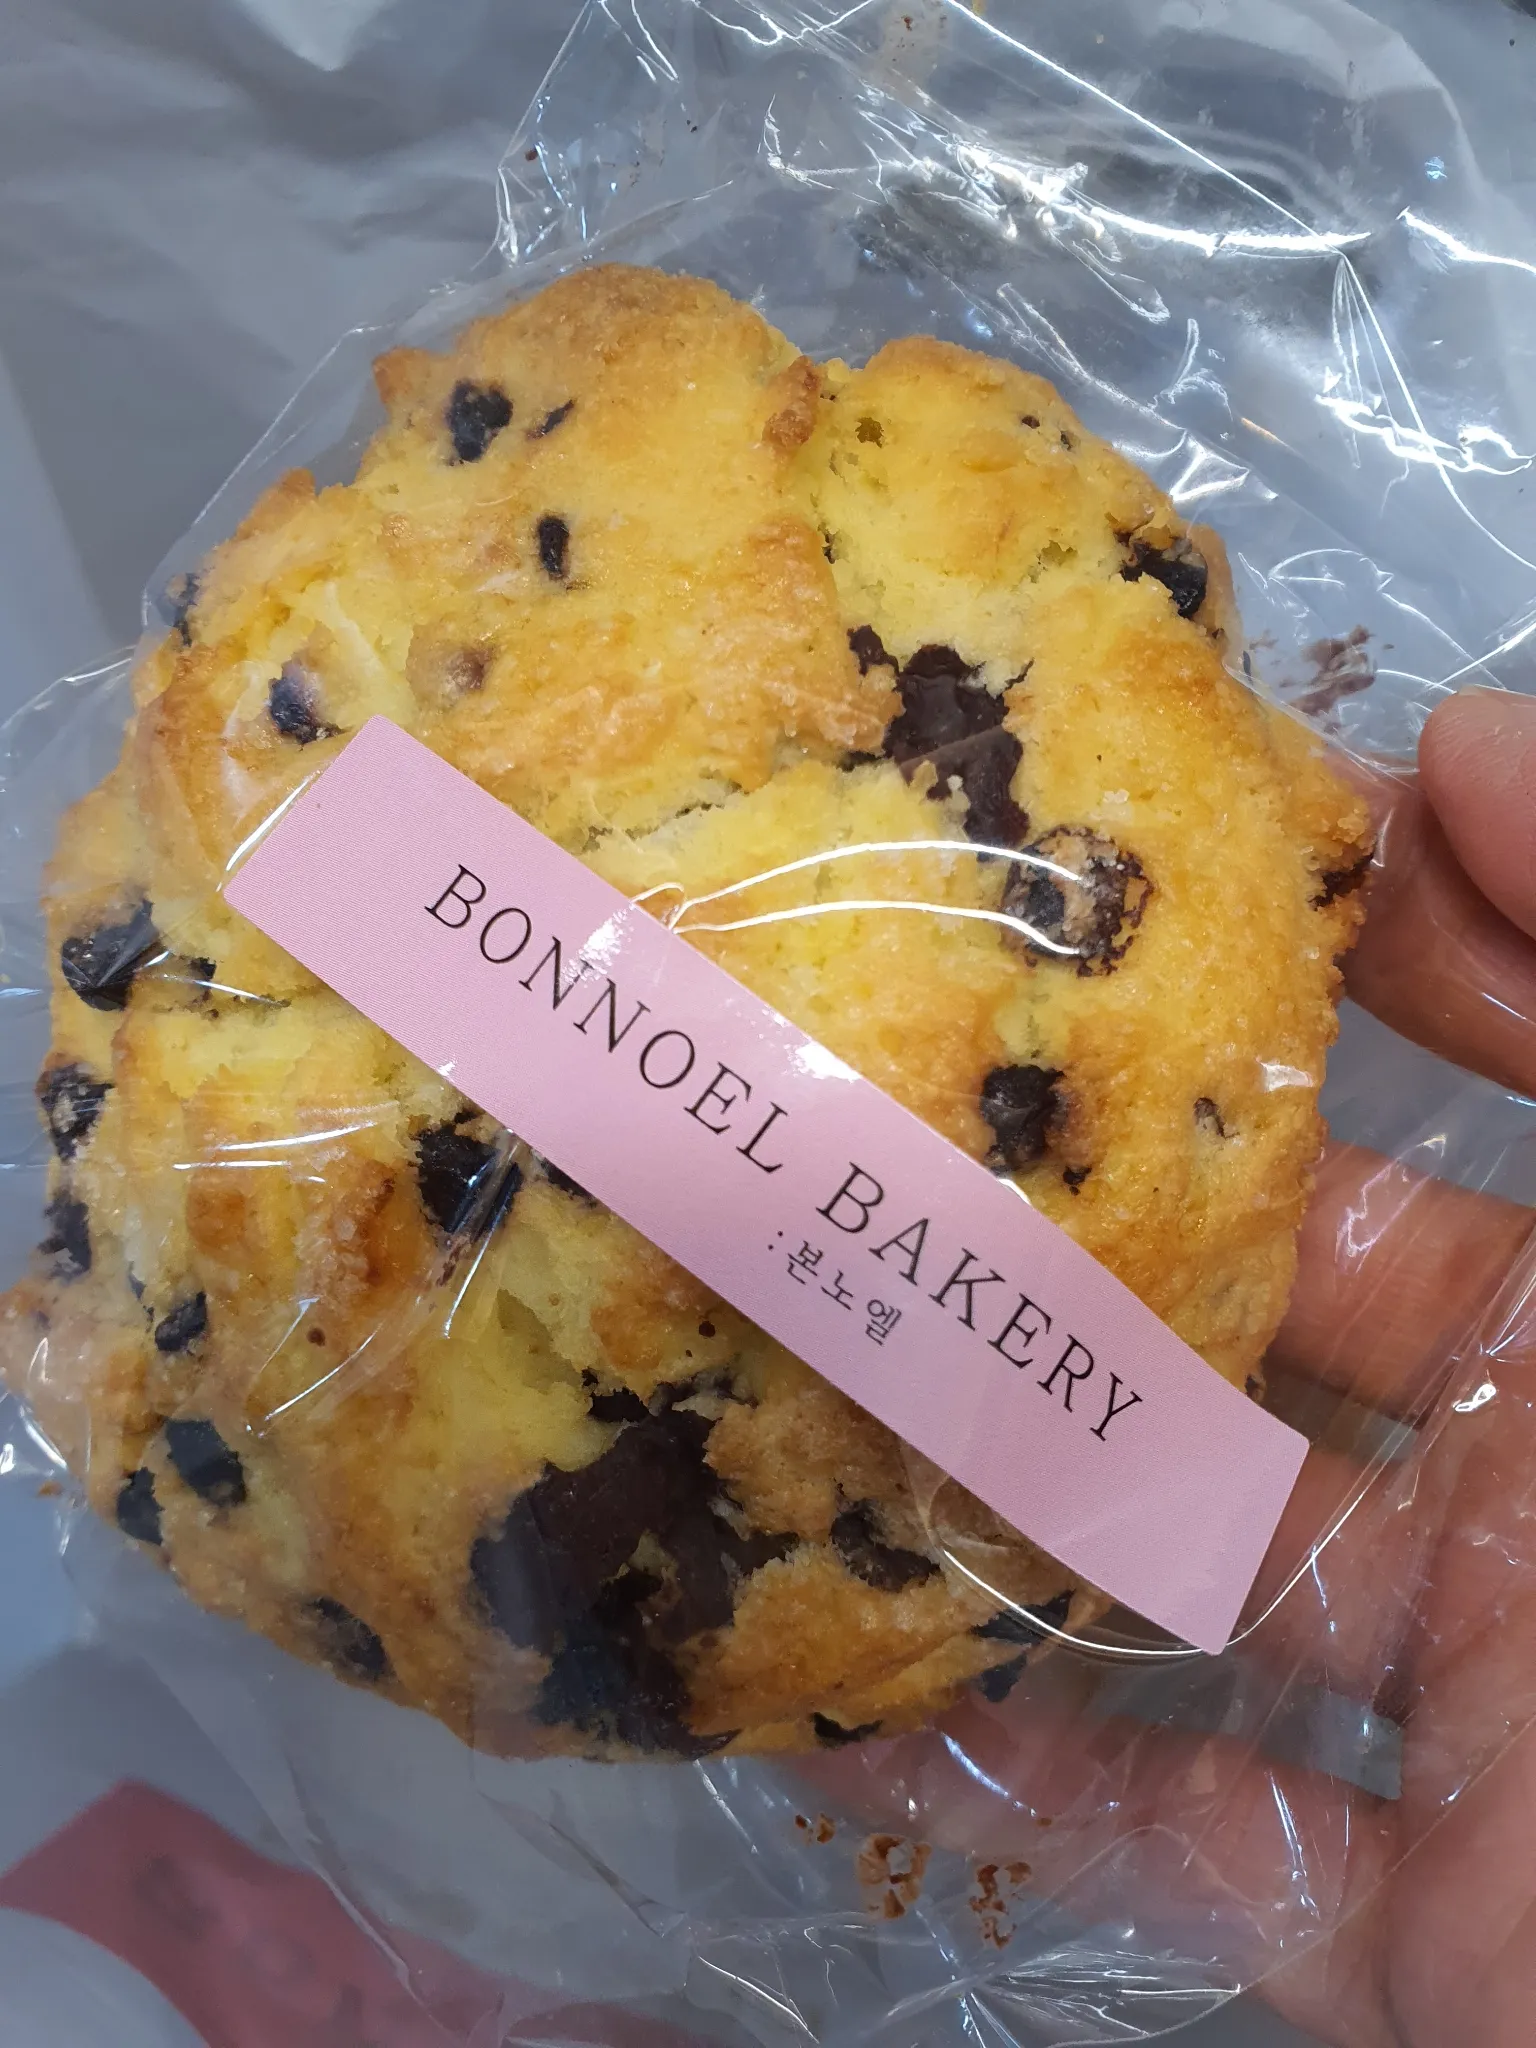 BONNOEL BAKERY
: 본노엘